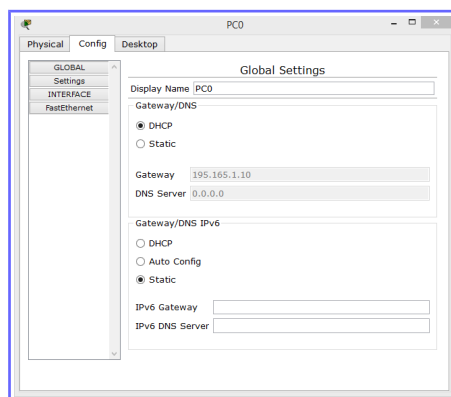 PC0
Physical Config Desktop
GLOBAL
Settings
INTERFACE
FastEthernet
Global Settings
Display Name PC0
Gateway/DNS
DHCP
Static
Gateway 195.165.1.10
DNS Server 0.0.0.0
Gateway/DNS IPv6
DHCP
Auto Config
Static
IPv6 Gateway
IPv6 DNS Server